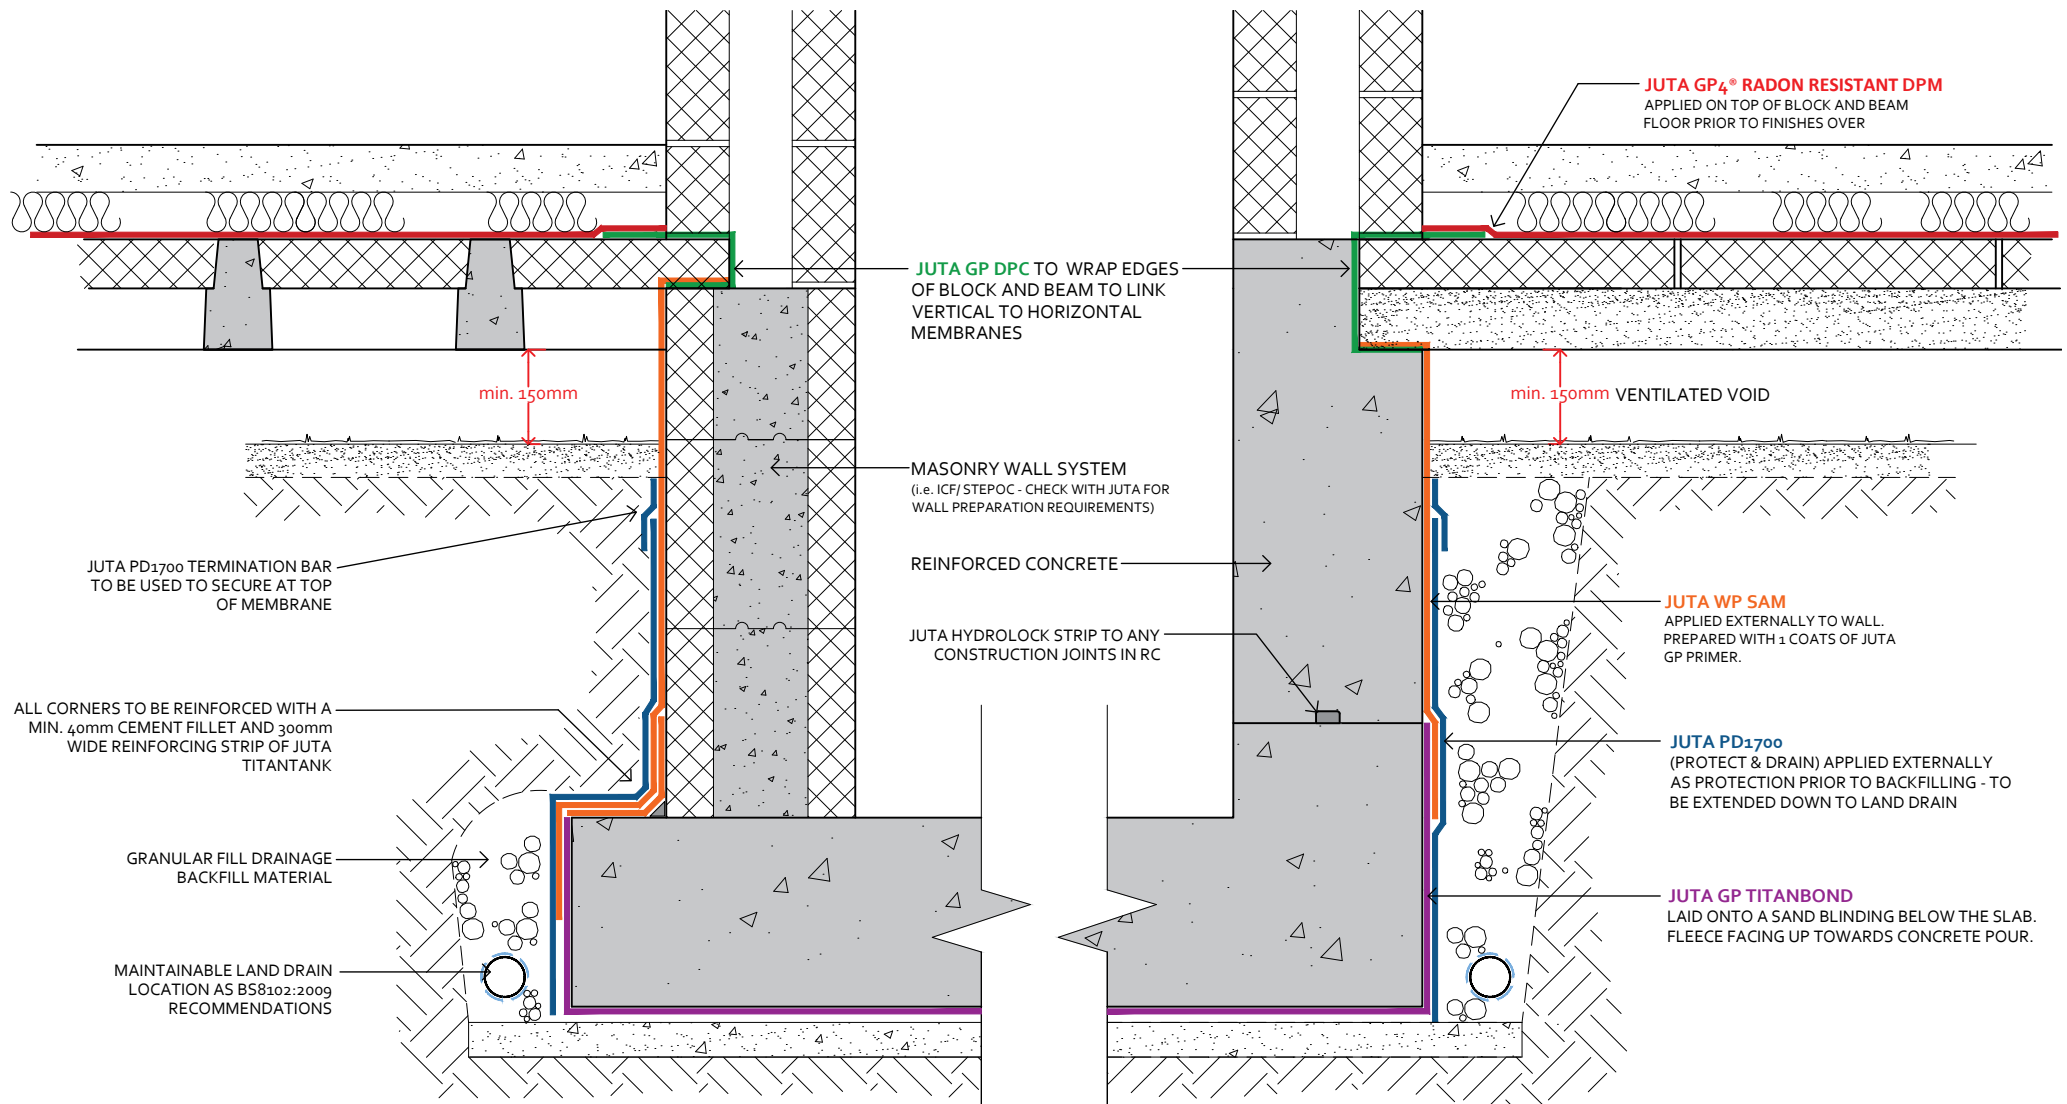 JUTA GP4® RADON RESISTANT DPM
APPLIED ON TOP OF BLOCK AND BEAM
FLOOR PRIOR TO FINISHES OVER
JUTA GP DPC TO WRAP EDGES
OF BLOCK AND BEAM TO LINK
VERTICAL TO HORIZONTAL
MEMBRANES
min. 150mm
min. 150mm VENTILATED VOID
MASONRY WALL SYSTEM
(i.e. ICF/ STEPOC - CHECK WITH JUTA FOR
WALL PREPARATION REQUIREMENTS)
JUTA PD1700 TERMINATION BAR
TO BE USED TO SECURE AT TOP
OF MEMBRANE
REINFORCED CONCRETE
JUTA WP SAM
APPLIED EXTERNALLY TO WALL.
PREPARED WITH 1 COATS OF JUTA
GP PRIMER.
JUTA HYDROLOCK STRIP TO ANY
CONSTRUCTION JOINTS IN RC
ALL CORNERS TO BE REINFORCED WITH A
MIN. 40mm CEMENT FILLET AND 300mm
WIDE REINFORCING STRIP OF JUTA
TITANTANK
JUTA PD1700
(PROTECT & DRAIN) APPLIED EXTERNALLY
AS PROTECTION PRIOR TO BACKFILLING - TO
BE EXTENDED DOWN TO LAND DRAIN
GRANULAR FILL DRAINAGE
BACKFILL MATERIAL
JUTA GP TITANBOND
LAID ONTO A SAND BLINDING BELOW THE SLAB.
FLEECE FACING UP TOWARDS CONCRETE POUR.
MAINTAINABLE LAND DRAIN
LOCATION AS BS8102:2009
RECOMMENDATIONS